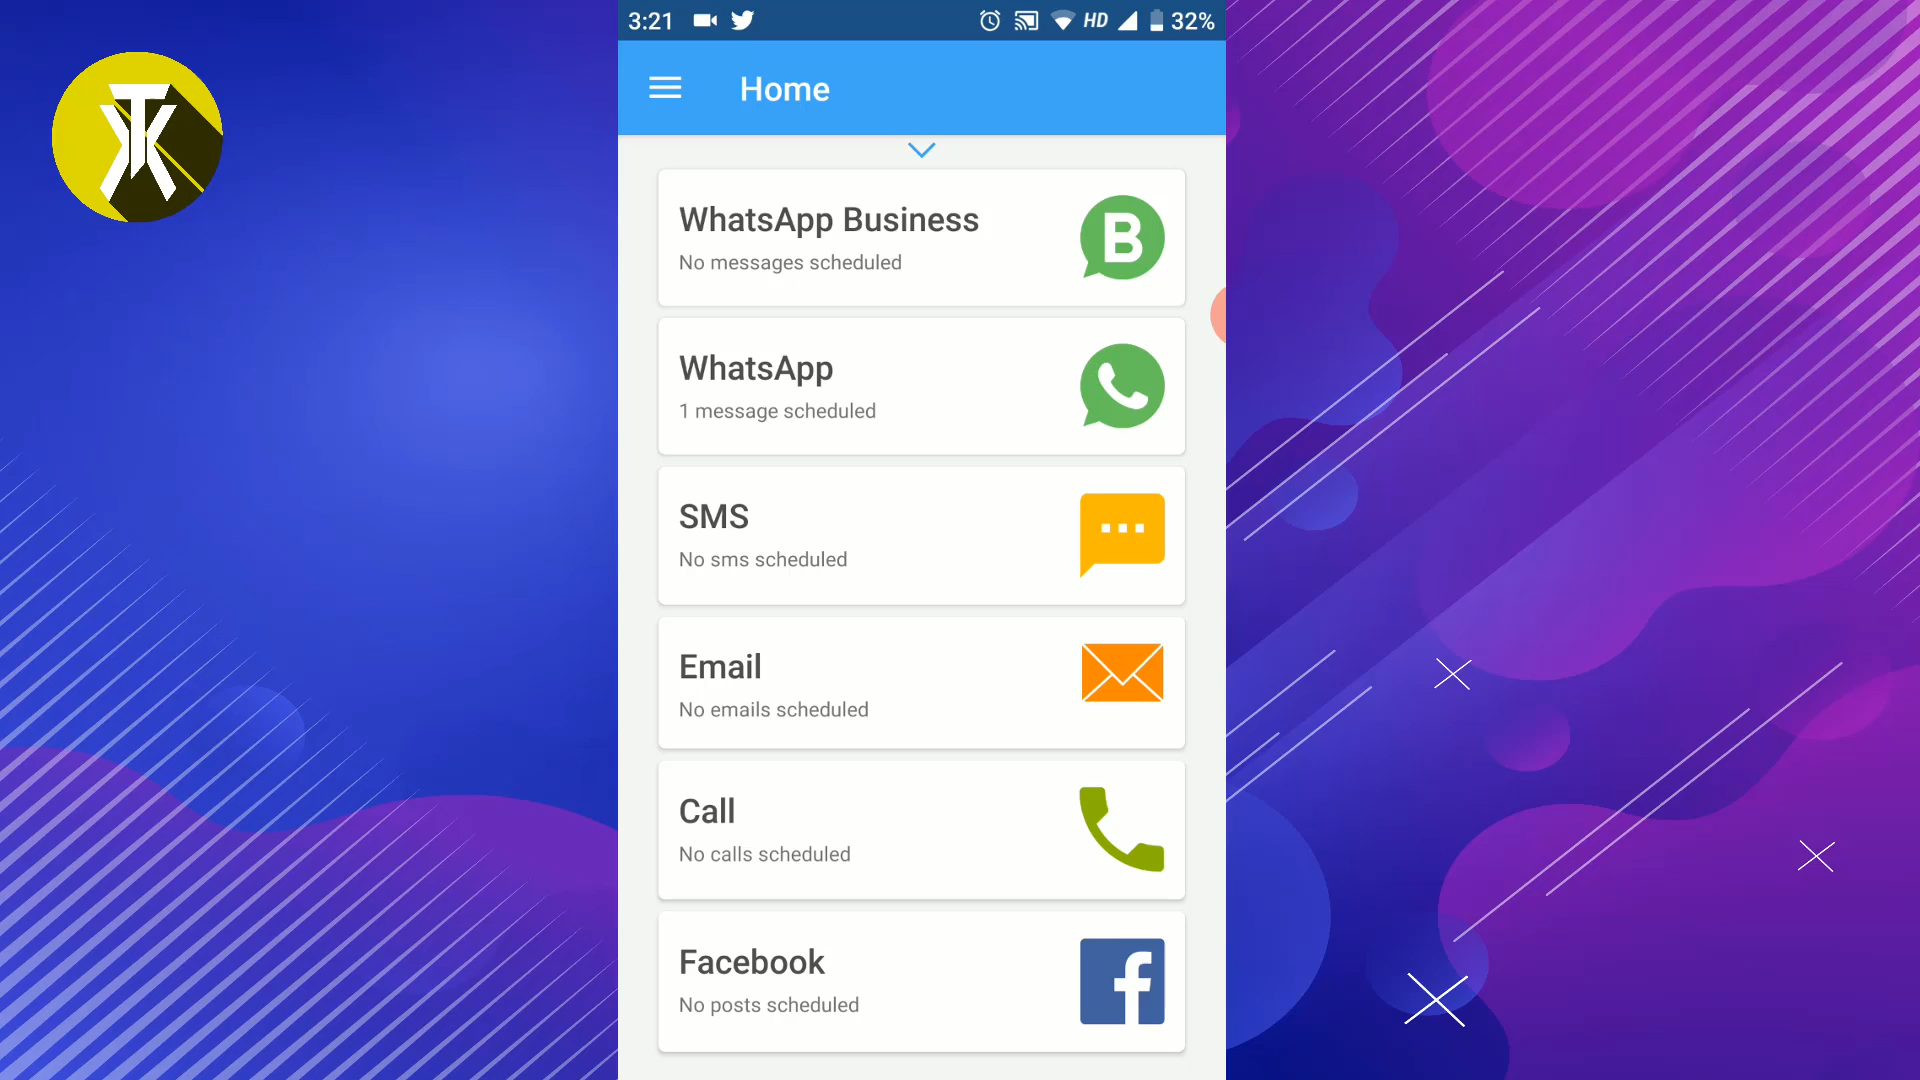 3:21 HD 32%
Home
WhatsApp Business
No messages scheduled
B
WhatsApp
1 message scheduled
SMS
No sms scheduled
Email
No emails scheduled
Call
No calls scheduled
Facebook
No posts scheduled
f